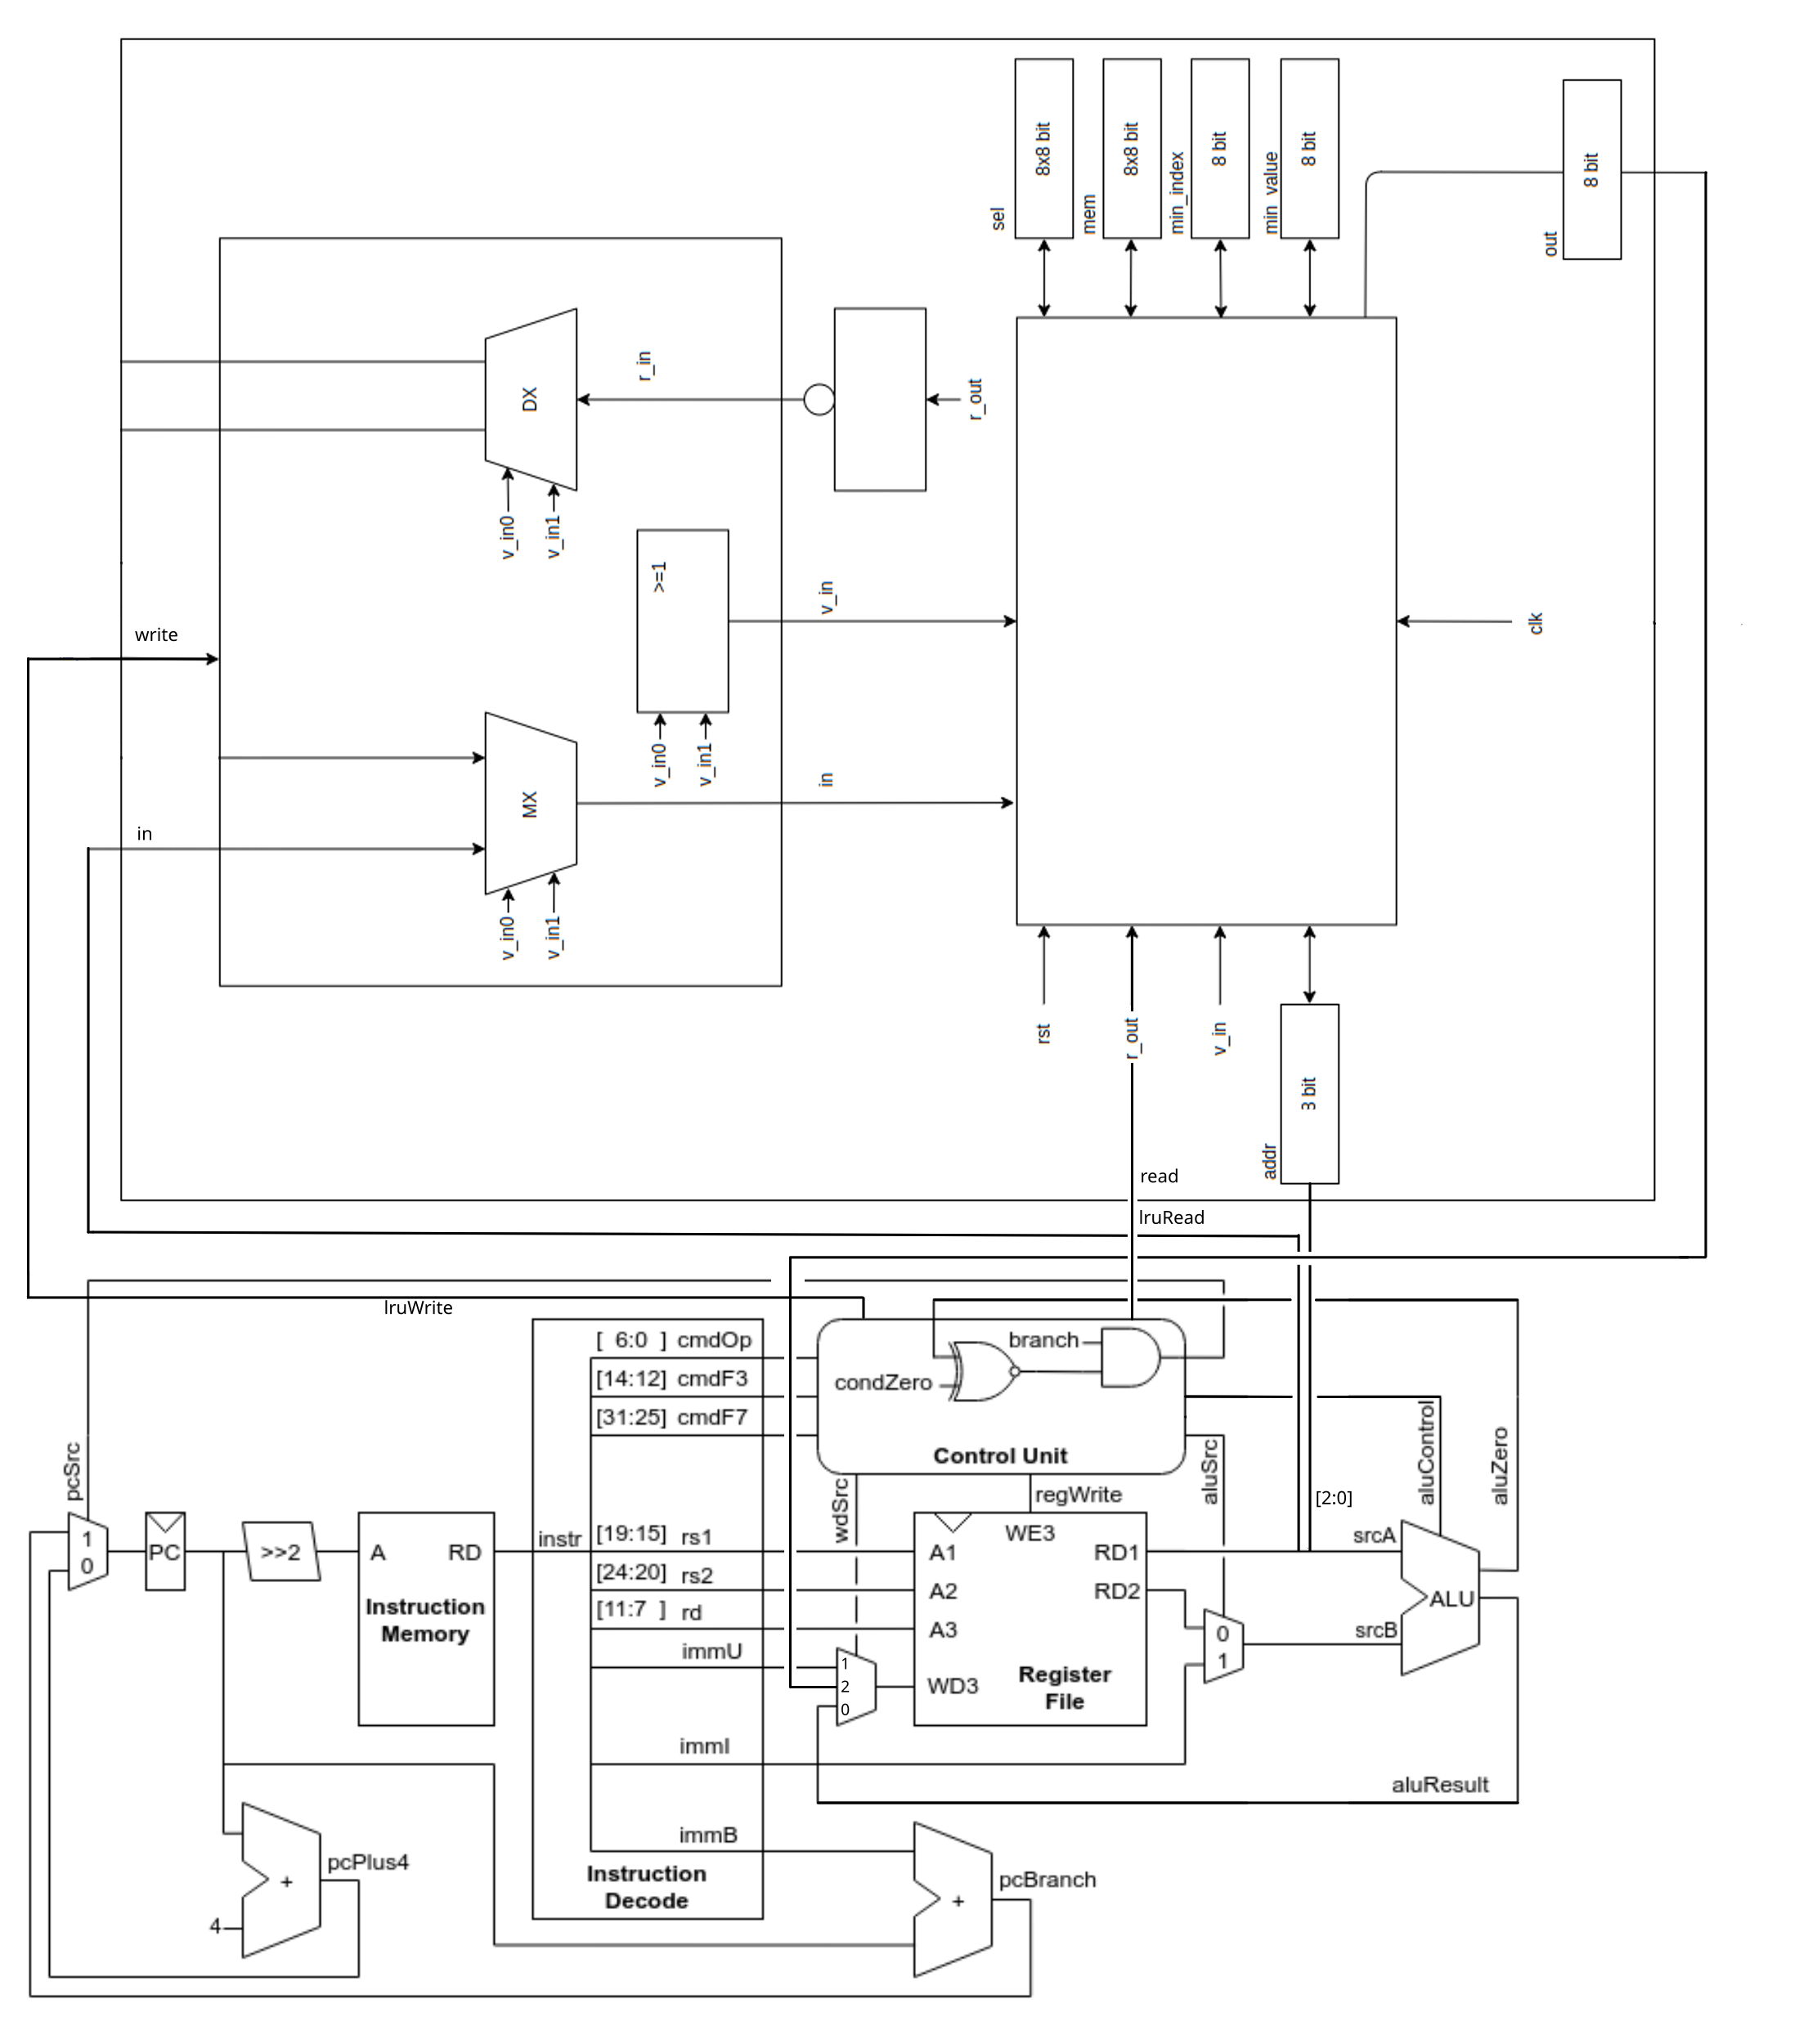 sel
8x8 bit
mem
8x8 bit
min_index
8 bit
min_value
8 bit
out
8 bit
DX
r_in
r_out
v_in0
v_in1
>=1
v_in
clk
write
v_in0
v_in1
MX
in
in
v_in0
v_in1
rst
r_out
v_in
3 bit
addr
read
lruRead
lruWrite
[ 6:0 ] cmdOp
[14:12] cmdF3
[31:25] cmdF7
branch
condZero
Control Unit
pcSrc
wdSrc
regWrite
aluSrc
[2:0]
aluControl
aluZero
1
0
PC
>>2
A RD
Instruction
Memory
instr
[19:15] rs1
[24:20] rs2
[11:7 ] rd
immU
immI
immB
Instruction
Decode
1
2
0
A1
A2
A3
WD3
WE3
RD1
RD2
Register
File
0
1
srcA
srcB
ALU
aluResult
pcPlus4
+
4
pcBranch
+